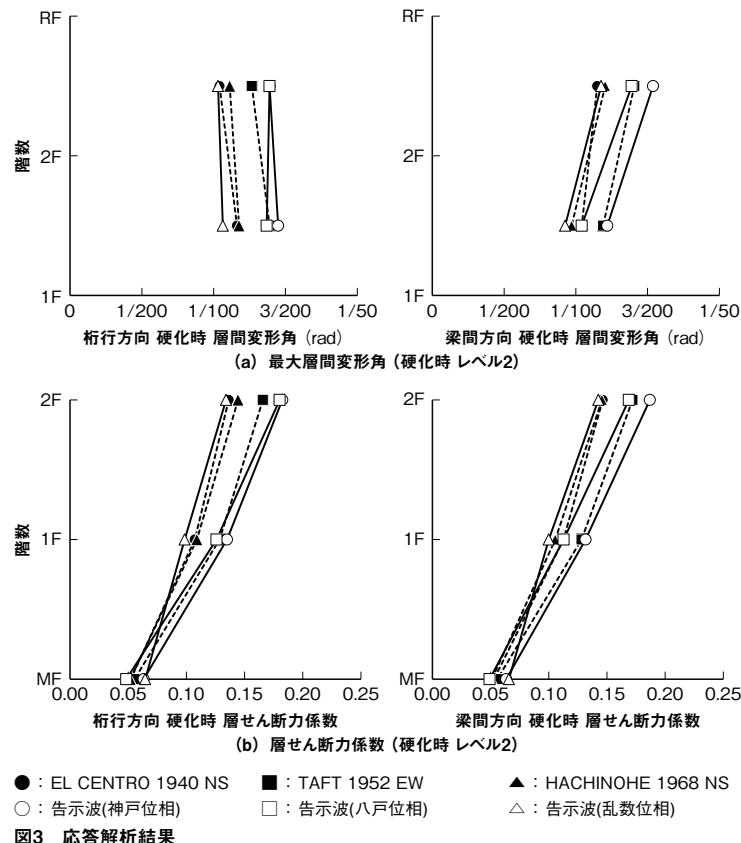 RF
2F
1F
階数
0
1/200
1/100
3/200
1/50
桁行方向 硬化時 層間変形角 (rad)
RF
2F
1F
0
1/200
1/100
3/200
1/50
梁間方向 硬化時 層間変形角 (rad)
(a) 最大層間変形角 (硬化時 レベル2)
2F
1F
MF
階数
0.00
0.05
0.10
0.15
0.20
0.25
桁行方向 硬化時 層せん断力係数
2F
1F
MF
0.00
0.05
0.10
0.15
0.20
0.25
梁間方向 硬化時 層せん断力係数
(b) 層せん断力係数 (硬化時 レベル2)
●：EL CENTRO 1940 NS ■：TAFT 1952 EW ▲：HACHINOHE 1968 NS
○：告示波(神戸位相) □：告示波(八戸位相) △：告示波(乱数位相)
図3 応答解析結果